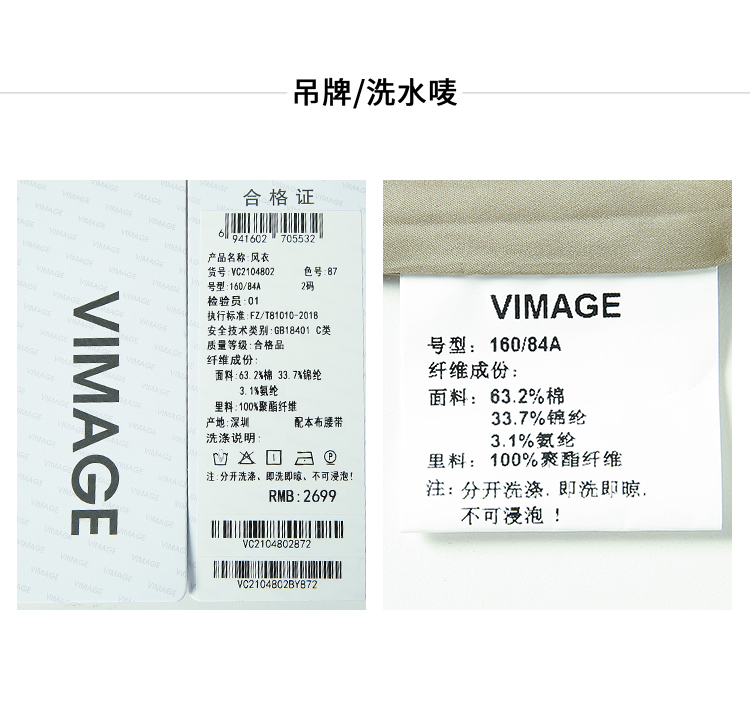 吊牌/洗水唛
VIMAGE
合格证
6 941602 705532
产品名称:风衣
货号:VC2104802 色号:87
号型:160/84A 2码
检验员:01
执行标准:FZ/T81010-2018
安全技术类别:GB18401 C类
质量等级:合格品
纤维成份:
面料:63.2%棉 33.7%锦纶
3.1%氨纶
里料:100%聚酯纤维
产地:深圳 配本布腰带
洗涤说明:
注:分开洗涤、即洗即晾、不可浸泡!
RMB:2699
VC2104802872
VC2104802BY872
VIMAGE
号型: 160/84A
纤维成份:
面料: 63.2%棉
33.7%锦纶
3.1%氨纶
里料: 100%聚酯纤维
注: 分开洗涤, 即洗即晾,
不可浸泡!